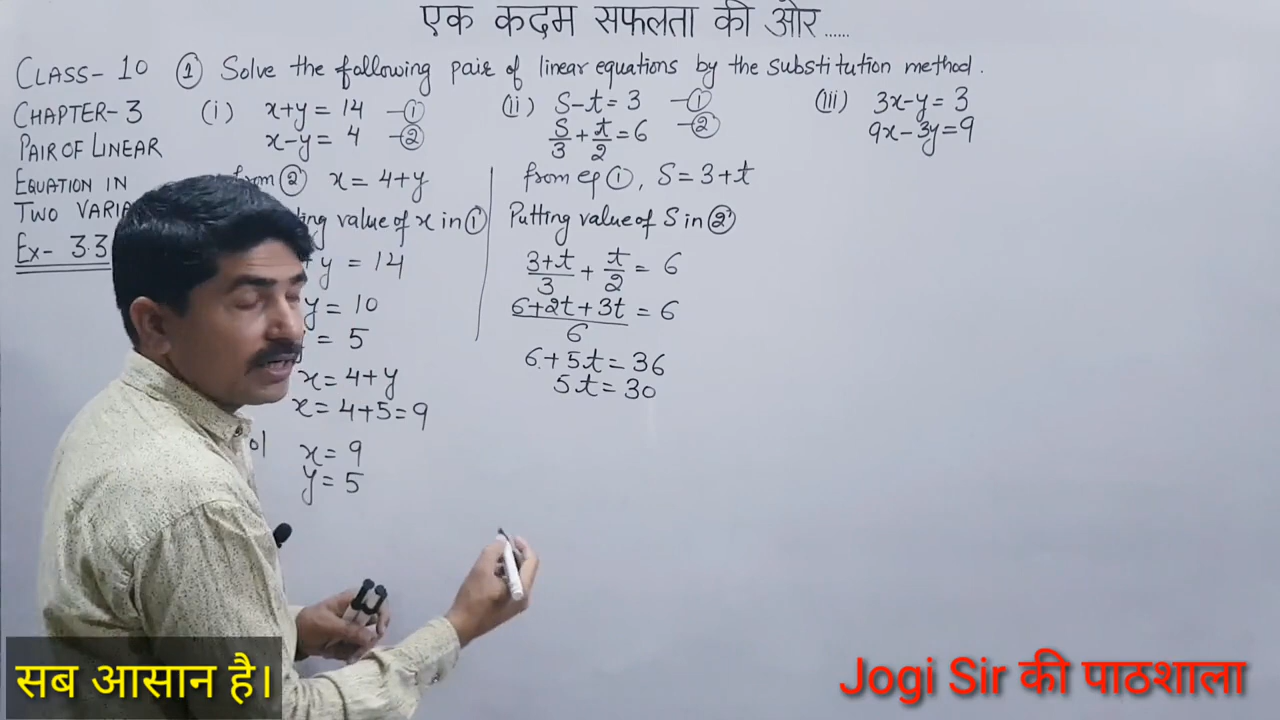 एक कदम सफलता की ओर......
CLASS- 10
CHAPTER- 3
PAIR OF LINEAR
EQUATION IN
TWO
Ex- 3.3
① Solve the following pair of linear equations by the substitution method.
(i) x+y = 14 —①
x-y = 4 —②
from ② x = 4+y
value of x in ①
y = 14
y = 10
= 5
x = 4+y
x = 4+5 = 9
x = 9
y = 5
(ii) S-t = 3 —①
S/3 + t/2 = 6 —②
from eq ①, S = 3+t
Putting value of S in ②
3+t/3 + t/2 = 6
6+2t+3t/6 = 6
6+5t = 36
5t = 30
(iii) 3x-y = 3
9x-3y = 9
सब आसान है।
Jogi Sir की पाठशाला